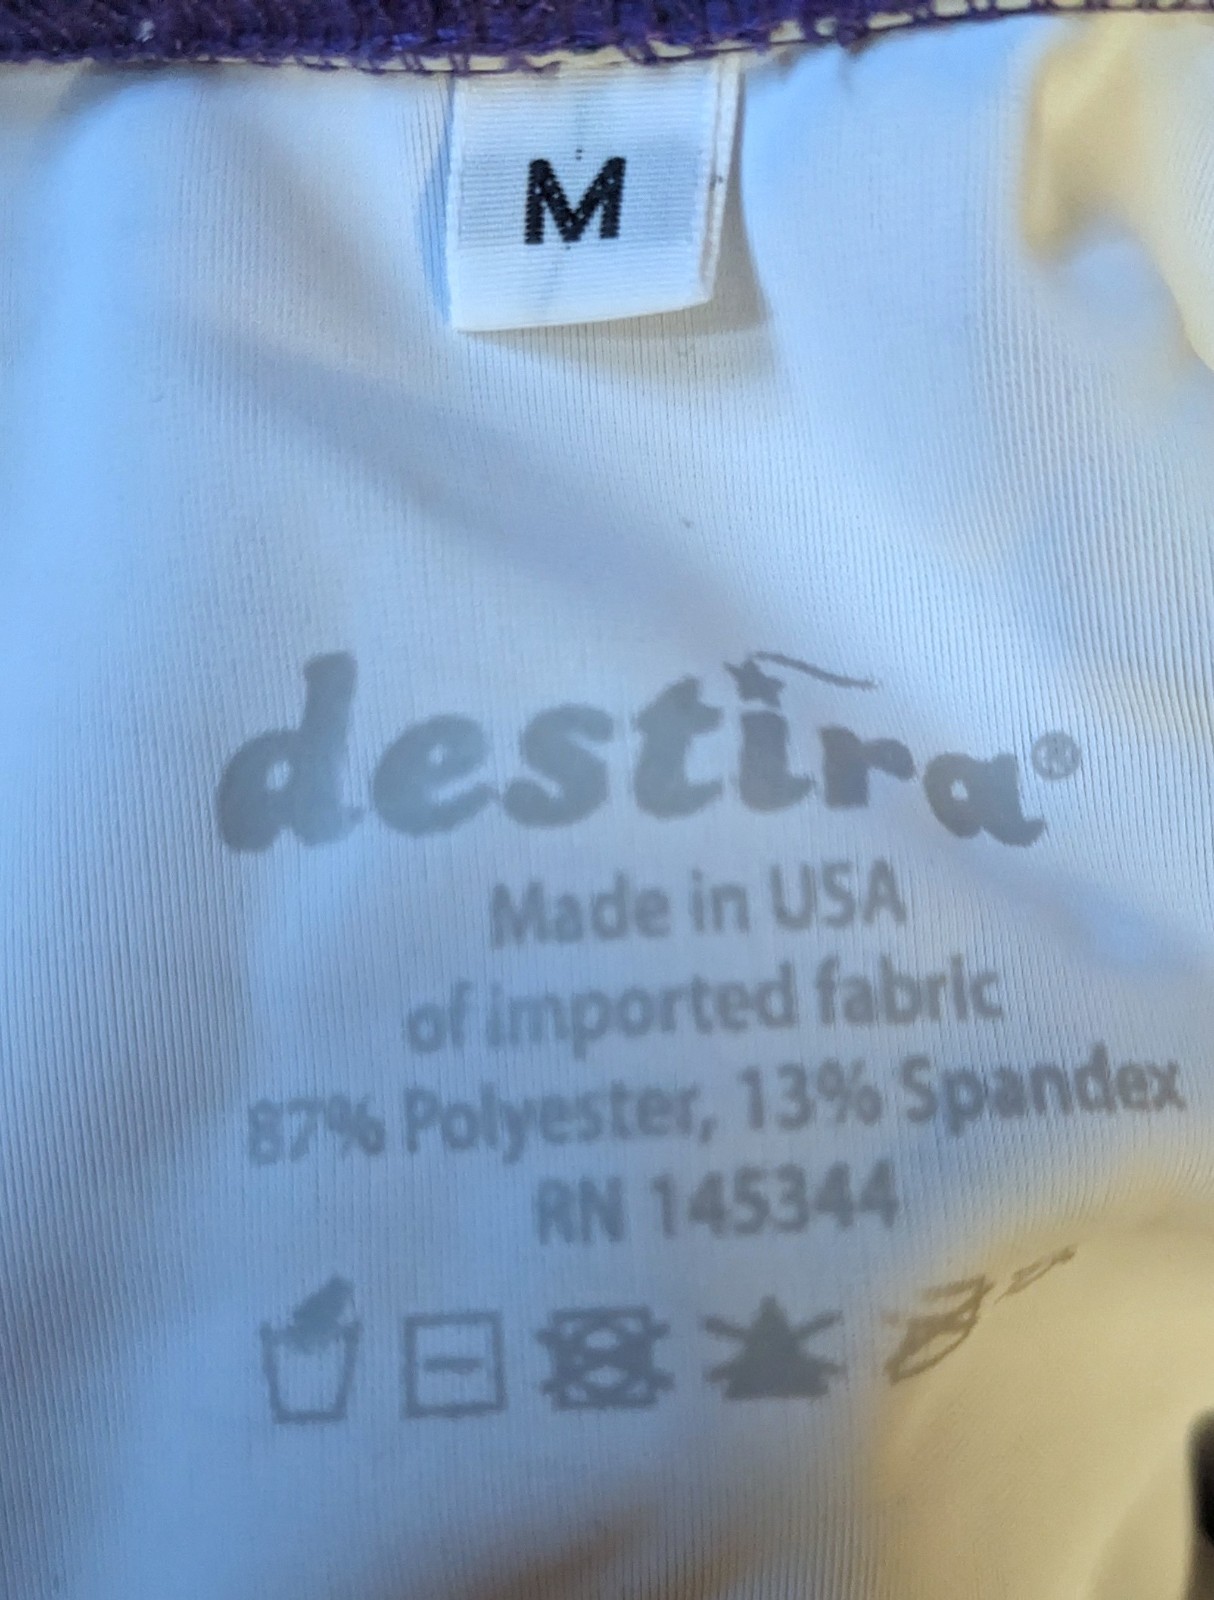 M
destira®
Made in USA
of imported fabric
87% Polyester, 13% Spandex
RN 145344